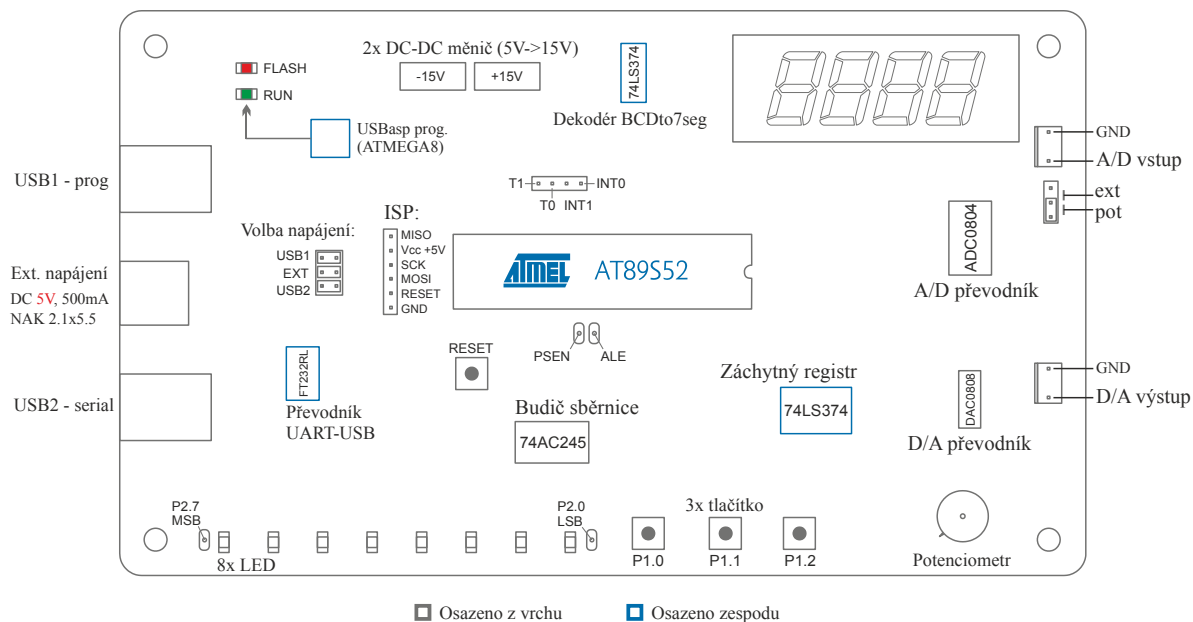 FLASH
RUN
2x DC-DC měnič (5V->15V)
-15V
+15V
74LS374
Dekodér BCDto7seg
USBasp prog.
(ATMEGA8)
GND
A/D vstup
ext
pot
USB1 - prog
T1
INT0
T0
INT1
ISP:
MISO
Vcc +5V
SCK
MOSI
RESET
GND
Volba napájení:
USB1
EXT
USB2
ATMEL
AT89S52
ADC0804
A/D převodník
Ext. napájení
DC 5V, 500mA
NAK 2.1x5.5
PSEN
ALE
RESET
FT232RL
Převodník
UART-USB
USB2 - serial
Budič sběrnice
74AC245
Záchytný registr
74LS374
DAC0808
D/A převodník
GND
D/A výstup
P2.7
MSB
8x LED
P2.0
LSB
3x tlačítko
P1.0
P1.1
P1.2
Potenciometr
Osazeno z vrchu
Osazeno zespodu